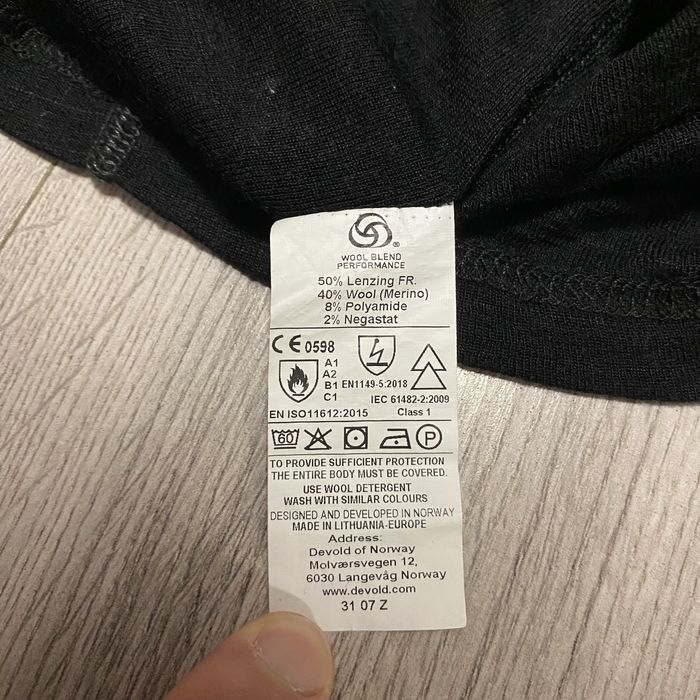 ®
WOOL BLEND
PERFORMANCE
50% Lenzing FR.
40% Wool (Merino)
8% Polyamide
2% Negastat
CE 0598
A1
A2
B1
C1
EN1149-5:2018
IEC 61482-2:2009
EN ISO11612:2015
Class 1
60
P
TO PROVIDE SUFFICIENT PROTECTION
THE ENTIRE BODY MUST BE COVERED.
USE WOOL DETERGENT
WASH WITH SIMILAR COLOURS
DESIGNED AND DEVELOPED IN NORWAY
MADE IN LITHUANIA-EUROPE
Address:
Devold of Norway
Molværsvegen 12,
6030 Langevåg Norway
www.devold.com
31 07 Z